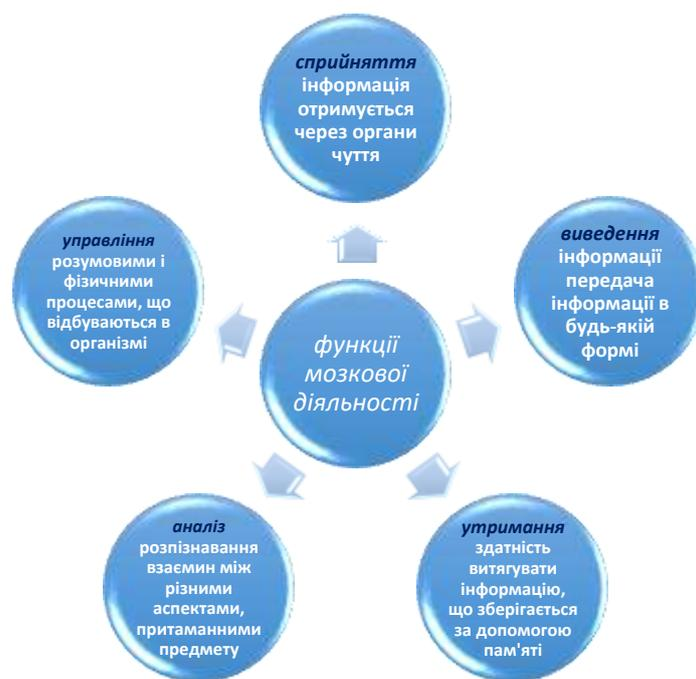 сприйняття
інформація
отримується
через органи
чуття
управління
розумовими і
фізичними
процесами, що
відбуваються в
організмі
виведення
інформації
передача
інформації в
будь-якій
формі
функції
мозкової
діяльності
аналіз
розпізнавання
взаємин між
різними
аспектами,
притаманними
предмету
утримання
здатність
витягувати
інформацію,
що зберігається
за допомогою
пам'яті